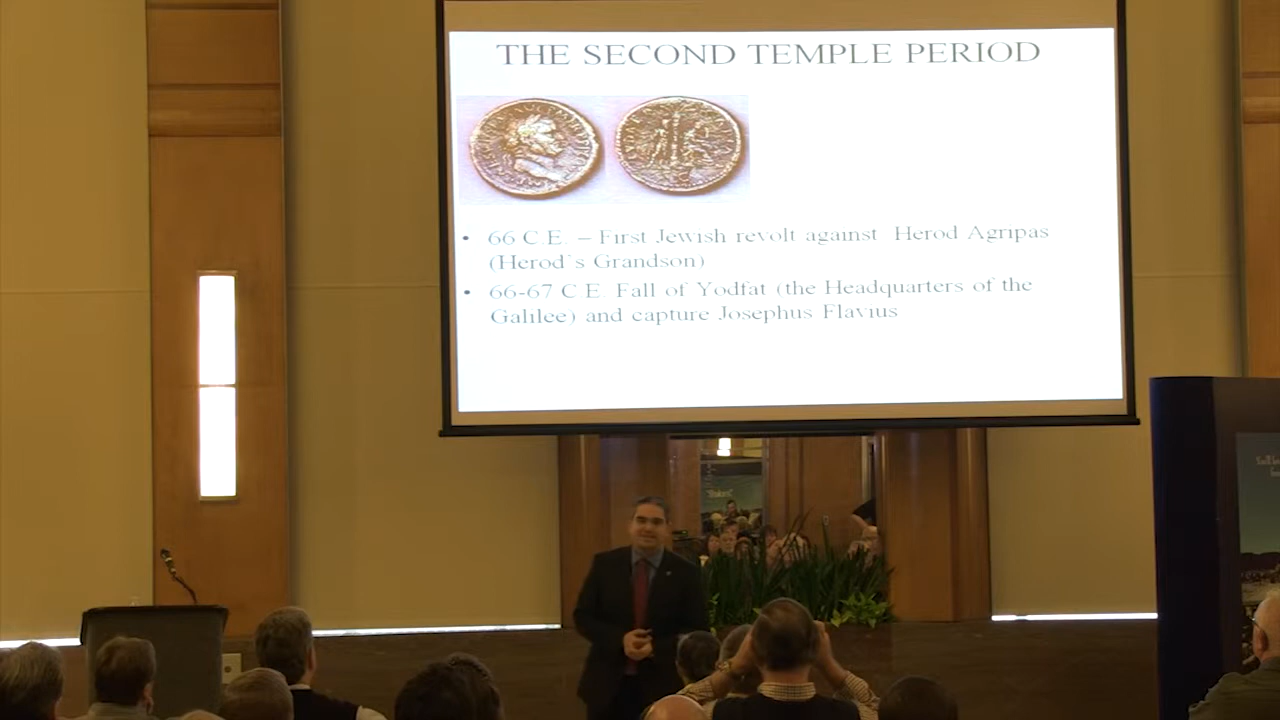 THE SECOND TEMPLE PERIOD
• 66 C.E. – First Jewish revolt against Herod Agripas
(Herod`s Grandson)
• 66-67 C.E. Fall of Yodfat (the Headquarters of the
Galilee) and capture Josephus Flavius